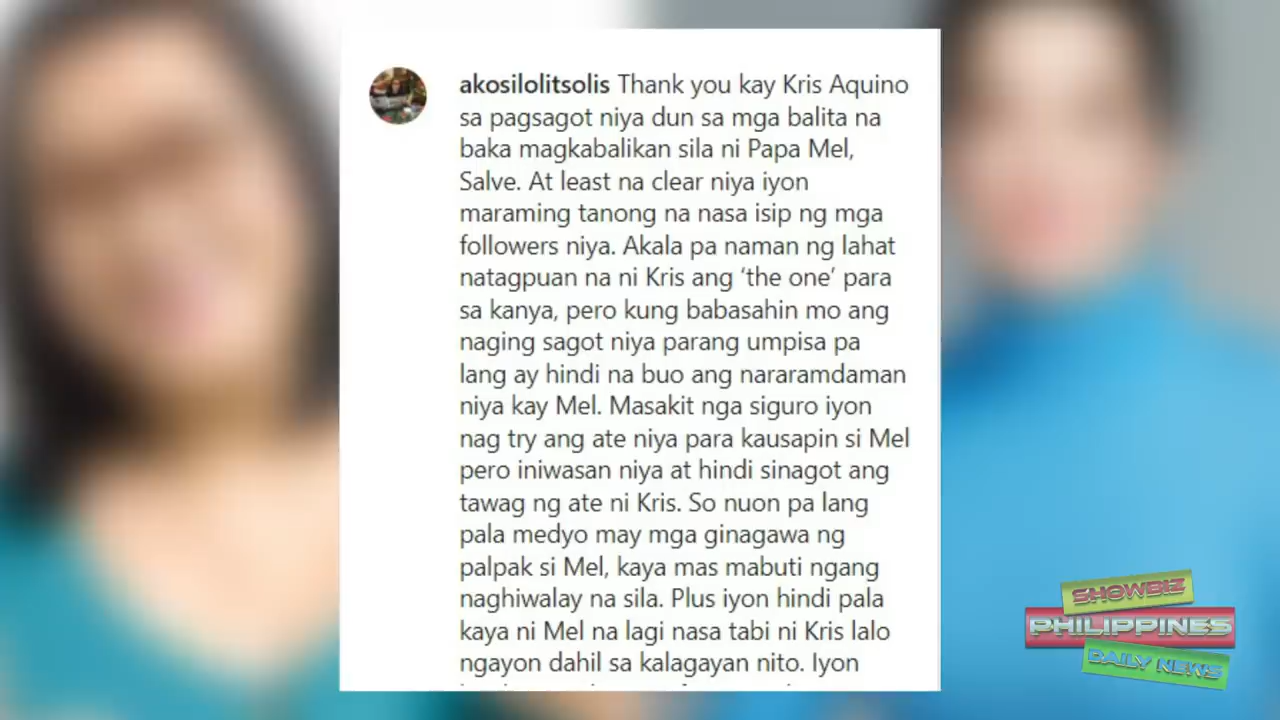 akosilolitsolis Thank you kay Kris Aquino
sa pagsagot niya dun sa mga balita na
baka magkabalikan sila ni Papa Mel,
Salve. At least na clear niya iyon
maraming tanong na nasa isip ng mga
followers niya. Akala pa naman ng lahat
natagpuan na ni Kris ang ‘the one’ para
sa kanya, pero kung babasahin mo ang
naging sagot niya parang umpisa pa
lang ay hindi na buo ang nararamdaman
niya kay Mel. Masakit nga siguro iyon
nag try ang ate niya para kausapin si Mel
pero iniwasan niya at hindi sinagot ang
tawag ng ate ni Kris. So nuon pa lang
pala medyo may mga ginagawa ng
palpak si Mel, kaya mas mabuti ngang
naghiwalay na sila. Plus iyon hindi pala
kaya ni Mel na lagi nasa tabi ni Kris lalo
ngayon dahil sa kalagayan nito. Iyon
SHOWBIZ
PHILIPPINES
DAILY NEWS